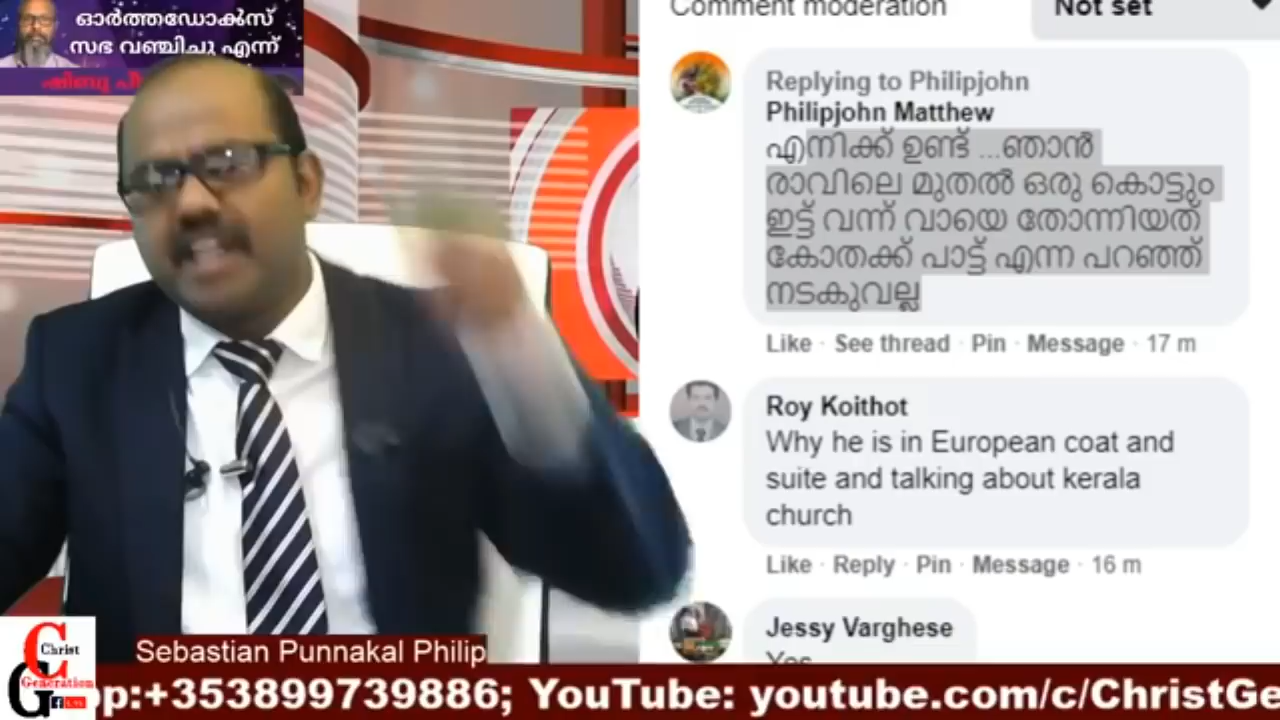 ഓർത്തഡോക്സ്
സഭ വഞ്ചിച്ചു എന്ന്
Comment moderation
Not set
Replying to Philipjohn
Philipjohn Matthew
എനിക്ക് ഉണ്ട് ...ഞാൻ
രാവിലെ മുതൽ ഒരു കൊട്ടും
ഇട്ട് വന്ന് വായെ തോന്നിയത്
കോതക്ക് പാട്ട് എന്ന പറഞ്ഞ്
നടകുവല്ല
Like · See thread · Pin · Message · 17 m
Roy Koithot
Why he is in European coat and
suite and talking about kerala
church
Like · Reply · Pin · Message · 16 m
Jessy Varghese
Yes
Sebastian Punnakal Philip
Christ
Generation
pp:+353899739886; YouTube: youtube.com/c/ChristGe